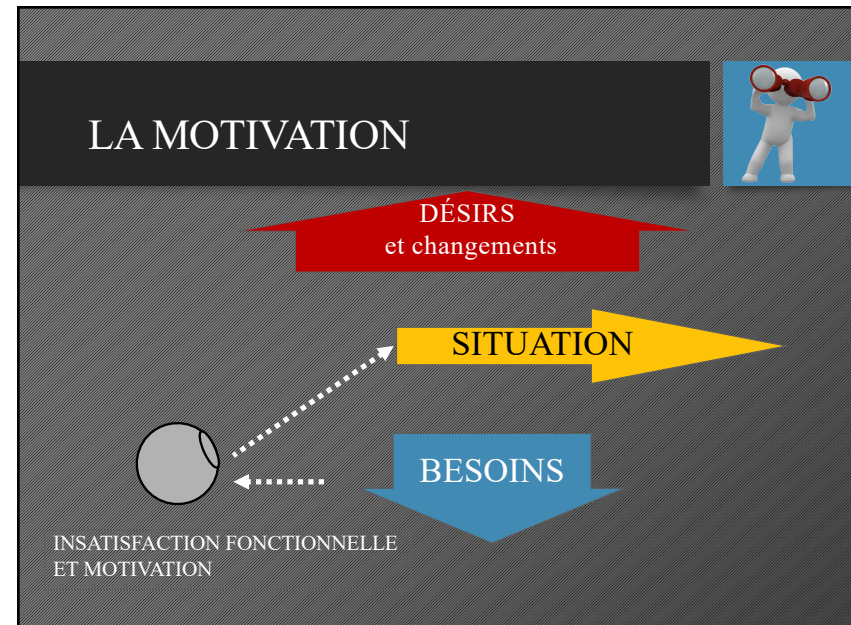 LA MOTIVATION
DÉSIRS
et changements
SITUATION
BESOINS
INSATISFACTION FONCTIONNELLE
ET MOTIVATION